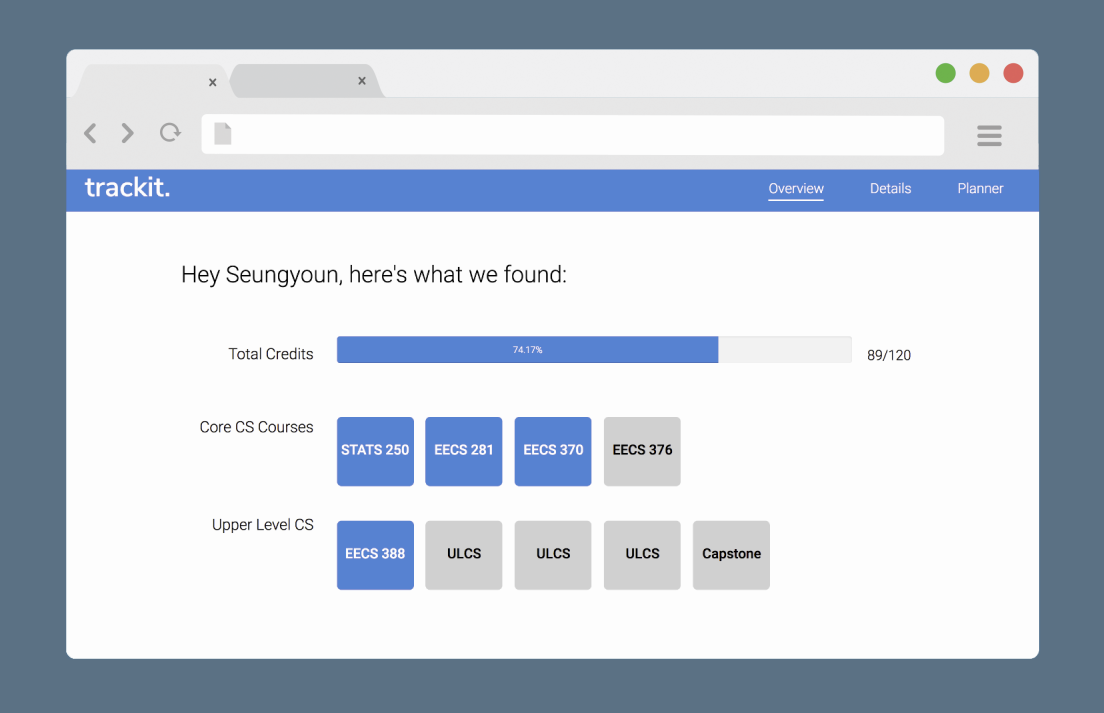 trackit.
Overview Details Planner
Hey Seungyoun, here's what we found:
Total Credits 74.17% 89/120
Core CS Courses STATS 250 EECS 281 EECS 370 EECS 376
Upper Level CS EECS 388 ULCS ULCS ULCS Capstone